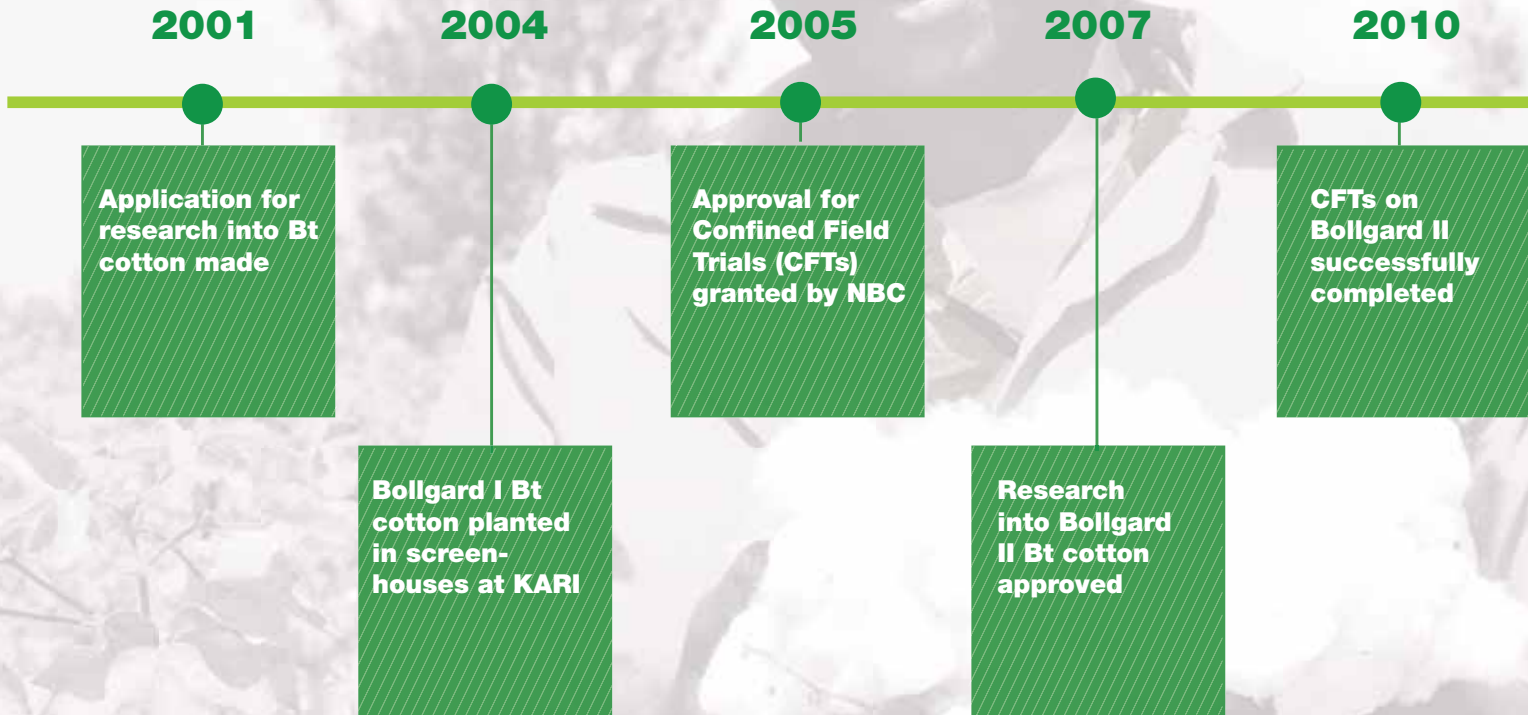 2001
Application for
research into Bt
cotton made
2004
Bollgard I Bt
cotton planted
in screen-
houses at KARI
2005
Approval for
Confined Field
Trials (CFTs)
granted by NBC
2007
Research
into Bollgard
II Bt cotton
approved
2010
CFTs on
Bollgard II
successfully
completed